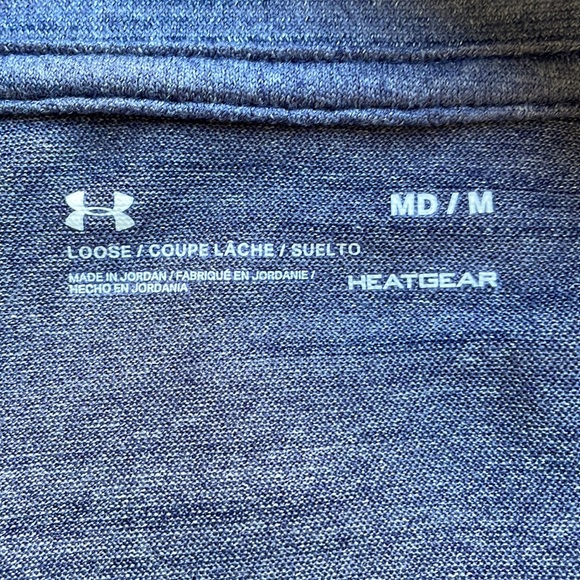 MD / M
LOOSE / COUPE LÂCHE / SUELTO
MADE IN JORDAN / FABRIQUÉ EN JORDANIE /
HECHO EN JORDANIA
HEATGEAR